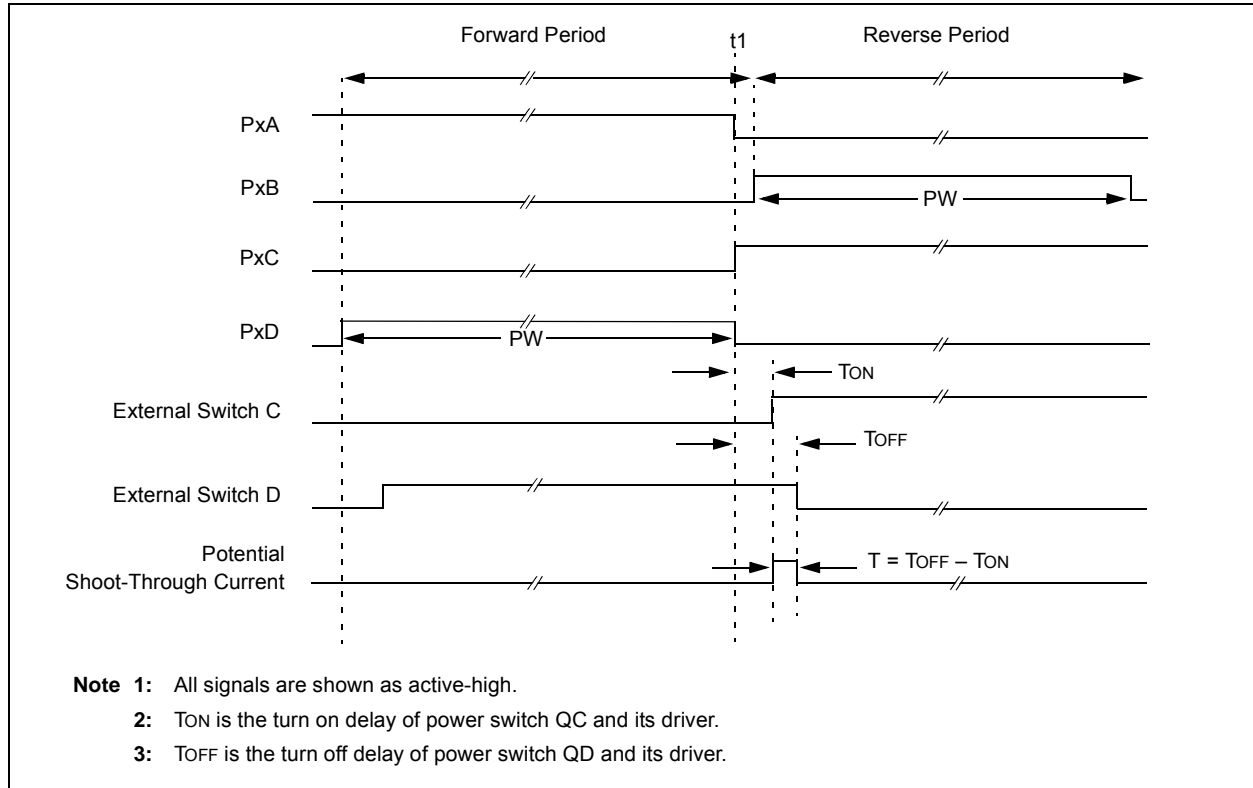 Forward Period
t1
Reverse Period
PxA
PxB
PW
PxC
PxD
PW
TON
External Switch C
TOFF
External Switch D
Potential
Shoot-Through Current
T = TOFF – TON
Note 1: All signals are shown as active-high.
2: TON is the turn on delay of power switch QC and its driver.
3: TOFF is the turn off delay of power switch QD and its driver.